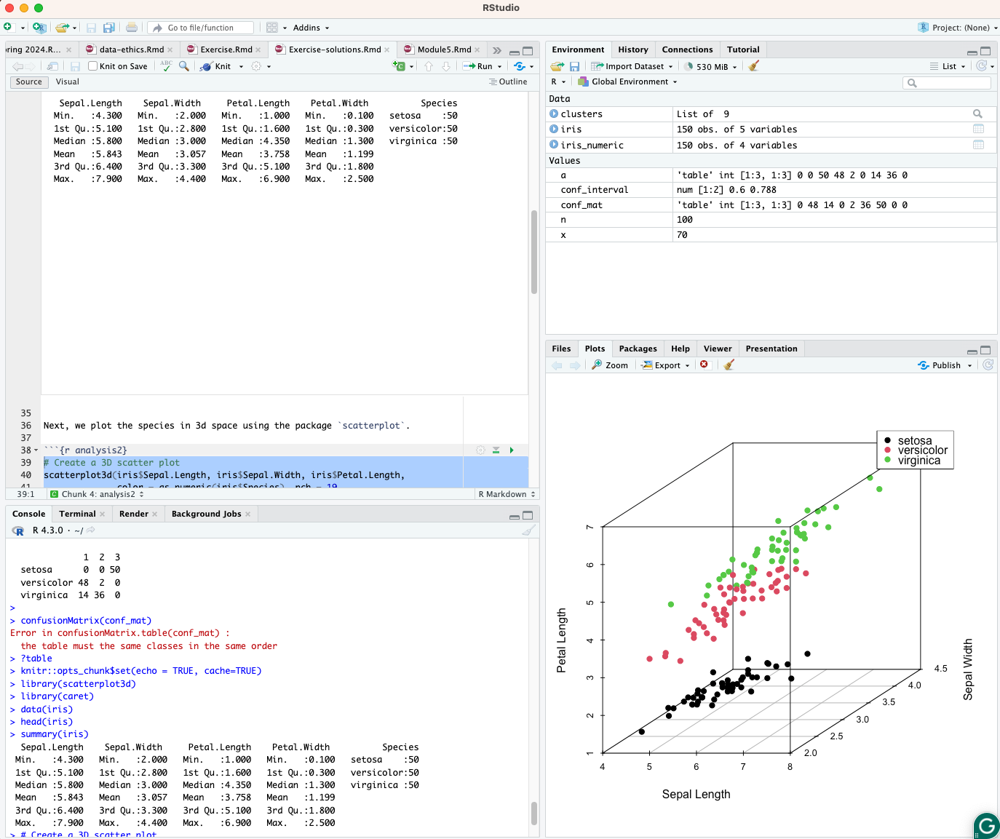 RStudio
Go to file/function
Addins
Project: (None)
oring 2024.R...
data-ethics.Rmd
Exercise.Rmd
Exercise-solutions.Rmd
Module5.Rmd
Knit on Save
ABC
Knit
Run
Source
Visual
Outline
Sepal.Length Sepal.Width Petal.Length Petal.Width Species
Min. :4.300 Min. :2.000 Min. :1.000 Min. :0.100 setosa :50
1st Qu.:5.100 1st Qu.:2.800 1st Qu.:1.600 1st Qu.:0.300 versicolor:50
Median :5.800 Median :3.000 Median :4.350 Median :1.300 virginica :50
Mean :5.843 Mean :3.057 Mean :3.758 Mean :1.199
3rd Qu.:6.400 3rd Qu.:3.300 3rd Qu.:5.100 3rd Qu.:1.800
Max. :7.900 Max. :4.400 Max. :6.900 Max. :2.500
35
36 Next, we plot the species in 3d space using the package `scatterplot`.
37
38 ```{r analysis2}
39 # Create a 3D scatter plot
40 scatterplot3d(iris$Sepal.Length, iris$Sepal.Width, iris$Petal.Length,
41 color = as.numeric(iris$Species), pch = 19,
39:1
C Chunk 4: analysis2
R Markdown
Console
Terminal
Render
Background Jobs
R 4.3.0 · ~/
1 2 3
setosa 0 0 50
versicolor 48 2 0
virginica 14 36 0
>
> confusionMatrix(conf_mat)
Error in confusionMatrix.table(conf_mat) :
the table must the same classes in the same order
> ?table
> knitr::opts_chunk$set(echo = TRUE, cache=TRUE)
> library(scatterplot3d)
> library(caret)
> data(iris)
> head(iris)
> summary(iris)
Sepal.Length Sepal.Width Petal.Length Petal.Width Species
Min. :4.300 Min. :2.000 Min. :1.000 Min. :0.100 setosa :50
1st Qu.:5.100 1st Qu.:2.800 1st Qu.:1.600 1st Qu.:0.300 versicolor:50
Median :5.800 Median :3.000 Median :4.350 Median :1.300 virginica :50
Mean :5.843 Mean :3.057 Mean :3.758 Mean :1.199
3rd Qu.:6.400 3rd Qu.:3.300 3rd Qu.:5.100 3rd Qu.:1.800
Max. :7.900 Max. :4.400 Max. :6.900 Max. :2.500
> # Create a 3D scatter plot
Environment
History
Connections
Tutorial
Import Dataset
530 MiB
List
R
Global Environment
Data
clusters List of 9
iris 150 obs. of 5 variables
iris_numeric 150 obs. of 4 variables
Values
a 'table' int [1:3, 1:3] 0 0 50 48 2 0 14 36 0
conf_interval num [1:2] 0.6 0.788
conf_mat 'table' int [1:3, 1:3] 0 48 14 0 2 36 50 0 0
n 100
x 70
Files
Plots
Packages
Help
Viewer
Presentation
Zoom
Export
Publish
setosa
versicolor
virginica
7
6
5
4
3
2
1
Petal Length
4 5 6 7 8
Sepal Length
2.0
2.5
3.0
3.5
4.0
4.5
Sepal Width
G